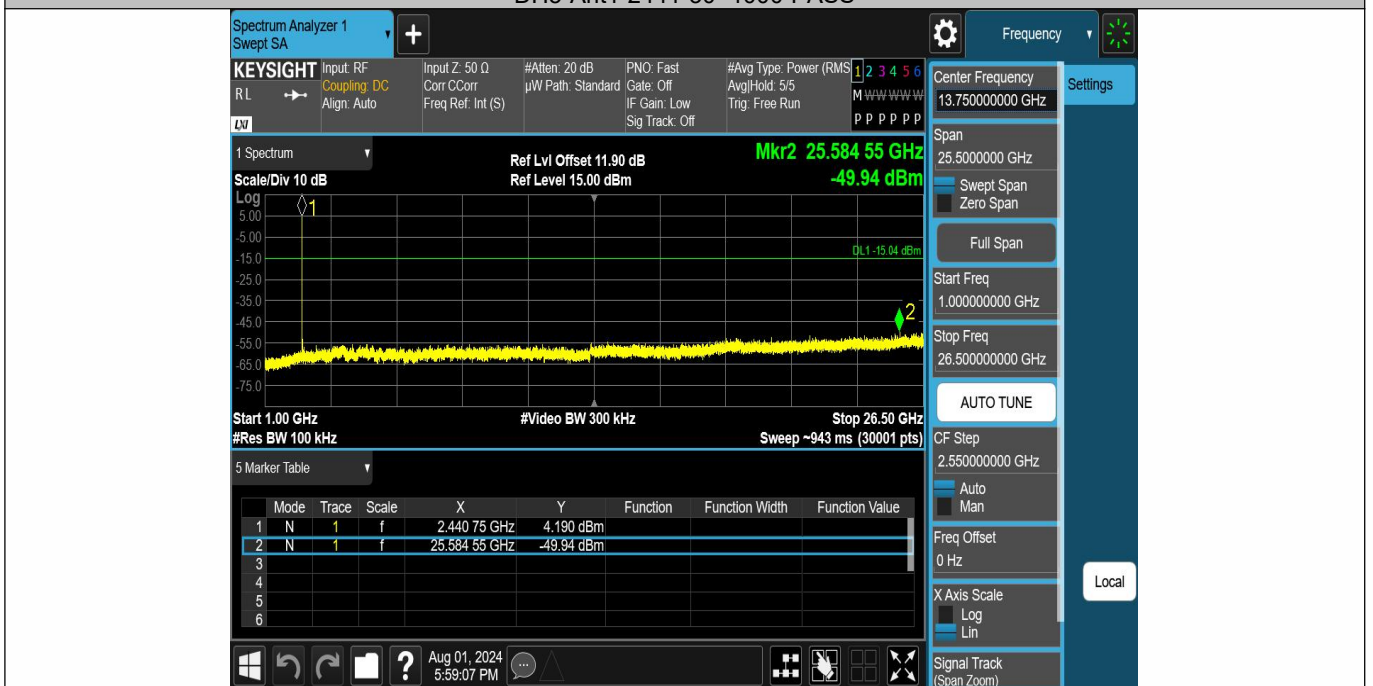 Spectrum Analyzer 1
Swept SA
+
Frequency
KEYSIGHT
RL
LXI
Input: RF
Coupling: DC
Align: Auto
Input Z: 50 Ω
Corr CCorr
Freq Ref: Int (S)
#Atten: 20 dB
µW Path: Standard
PNO: Fast
Gate: Off
IF Gain: Low
Sig Track: Off
#Avg Type: Power (RMS
Avg|Hold: 5/5
Trig: Free Run
1 2 3 4 5 6
M W W W W W
P P P P P P
1 Spectrum
Scale/Div 10 dB
Ref Lvl Offset 11.90 dB
Ref Level 15.00 dBm
Mkr2 25.584 55 GHz
-49.94 dBm
Log
5.00
-5.00
-15.0
-25.0
-35.0
-45.0
-55.0
-65.0
-75.0
1
DL1 -15.04 dBm
2
Start 1.00 GHz
#Res BW 100 kHz
#Video BW 300 kHz
Stop 26.50 GHz
Sweep ~943 ms (30001 pts)
5 Marker Table
Mode Trace Scale X Y Function Function Width Function Value
1 N 1 f 2.440 75 GHz 4.190 dBm
2 N 1 f 25.584 55 GHz -49.94 dBm
3
4
5
6
?
Aug 01, 2024
5:59:07 PM
Center Frequency
13.750000000 GHz
Settings
Span
25.5000000 GHz
Swept Span
Zero Span
Full Span
Start Freq
1.000000000 GHz
Stop Freq
26.500000000 GHz
AUTO TUNE
CF Step
2.550000000 GHz
Auto
Man
Freq Offset
0 Hz
X Axis Scale
Log
Lin
Local
Signal Track
(Span Zoom)